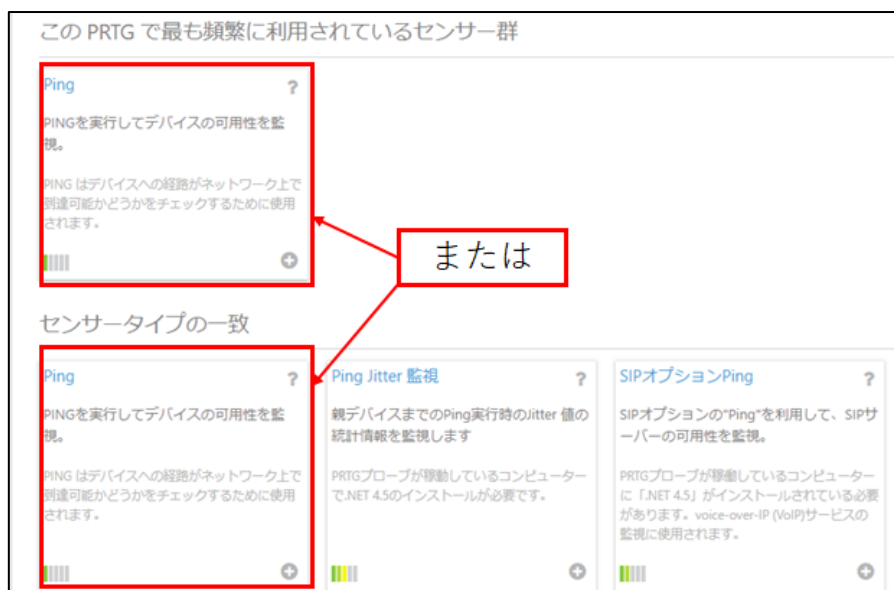 この PRTG で最も頻繁に利用されているセンサー群
Ping
?
PINGを実行してデバイスの可用性を監
視。
PING はデバイスへの経路がネットワーク上で
到達可能かどうかをチェックするために使用
されます。
または
センサータイプの一致
Ping
?
PINGを実行してデバイスの可用性を監
視。
PING はデバイスへの経路がネットワーク上で
到達可能かどうかをチェックするために使用
されます。
Ping Jitter 監視
?
親デバイスまでのPing実行時のJitter 値の
統計情報を監視します
PRTGプローブが稼働しているコンピューター
で.NET 4.5のインストールが必要です。
SIPオプションPing
?
SIPオプションの"Ping"を利用して、SIPサ
ーバーの可用性を監視。
PRTGプローブが稼働しているコンピューター
に「.NET 4.5」がインストールされている必要
があります。voice-over-IP (VoIP)サービスの
監視に使用されます。